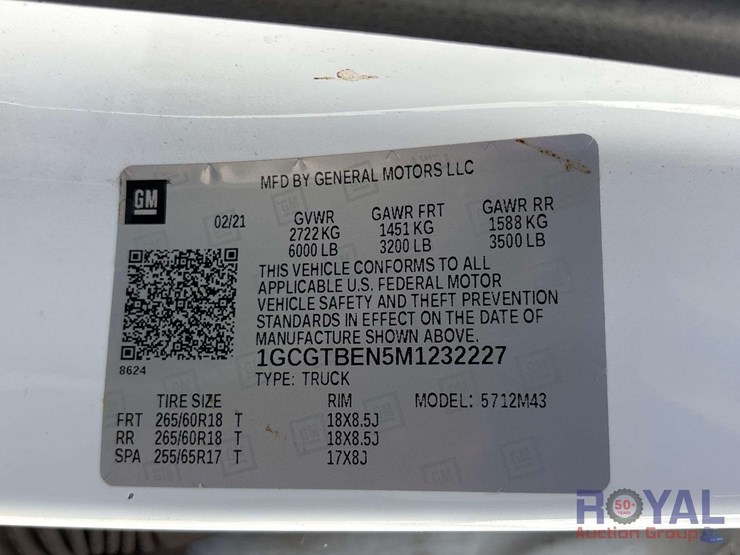 MFD BY GENERAL MOTORS LLC
GM
02/21
GVWR GAWR FRT GAWR RR
2722 KG 1451 KG 1588 KG
6000 LB 3200 LB 3500 LB
THIS VEHICLE CONFORMS TO ALL
APPLICABLE U.S. FEDERAL MOTOR
VEHICLE SAFETY AND THEFT PREVENTION
STANDARDS IN EFFECT ON THE DATE OF
MANUFACTURE SHOWN ABOVE.
8624
1GCGTBEN5M1232227
TYPE: TRUCK
TIRE SIZE RIM MODEL: 5712M43
FRT 265/60R18 T 18X8.5J
RR 265/60R18 T 18X8.5J
SPA 255/65R17 T 17X8J
ROYAL
50+
YEARS
Auction Group